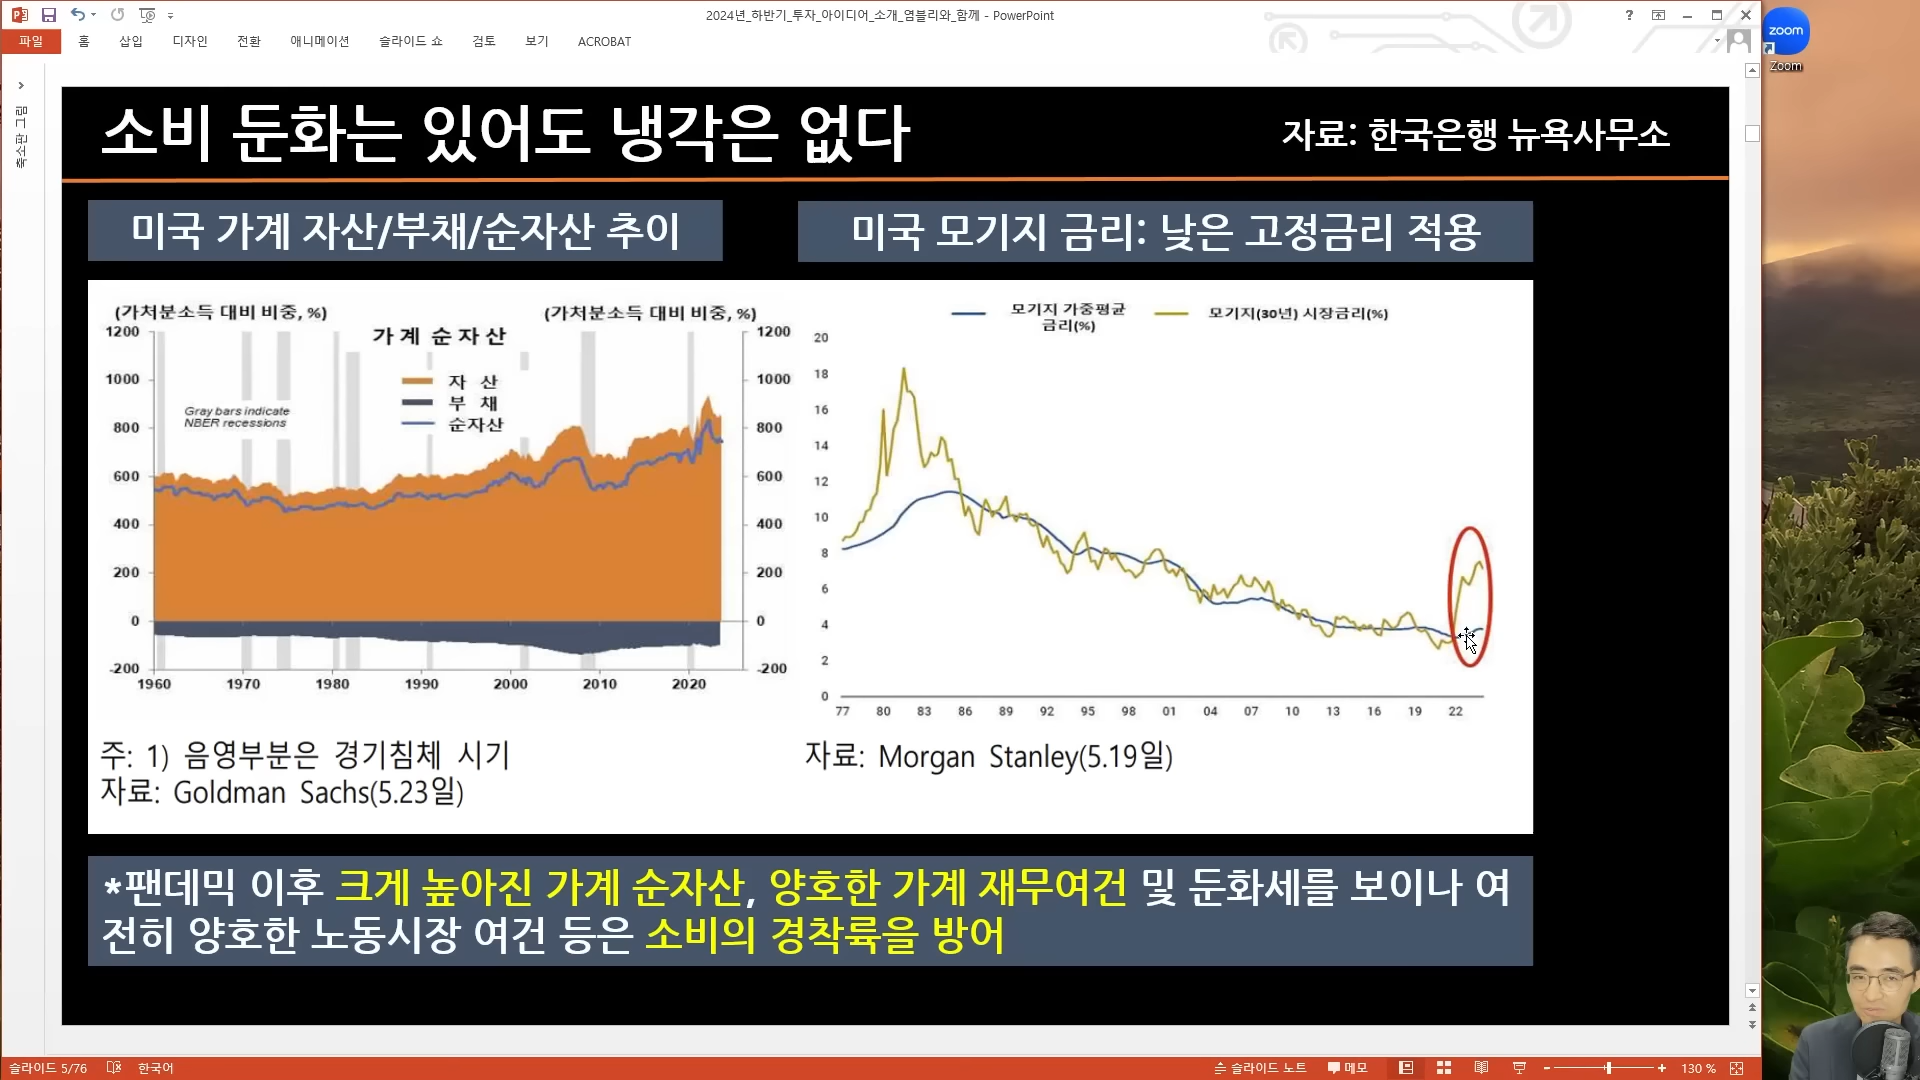 2024년_하반기_투자_아이디어_소개_염블리와_함께 - PowerPoint
파일 홈 삽입 디자인 전환 애니메이션 슬라이드 쇼 검토 보기 ACROBAT
zoom
Zoom
축소판 그림
소비 둔화는 있어도 냉각은 없다
자료: 한국은행 뉴욕사무소
미국 가계 자산/부채/순자산 추이
미국 모기지 금리: 낮은 고정금리 적용
(가처분소득 대비 비중, %)
(가처분소득 대비 비중, %)
가계 순자산
자 산
부 채
순자산
Gray bars indicate
NBER recessions
1200
1000
800
600
400
200
0
-200
1200
1000
800
600
400
200
0
-200
1960 1970 1980 1990 2000 2010 2020
주: 1) 음영부분은 경기침체 시기
자료: Goldman Sachs(5.23일)
모기지 가중평균
금리(%)
모기지(30년) 시장금리(%)
20
18
16
14
12
10
8
6
4
2
0
77 80 83 86 89 92 95 98 01 04 07 10 13 16 19 22
자료: Morgan Stanley(5.19일)
*팬데믹 이후 크게 높아진 가계 순자산, 양호한 가계 재무여건 및 둔화세를 보이나 여
전히 양호한 노동시장 여건 등은 소비의 경착륙을 방어
슬라이드 5/76 한국어 슬라이드 노트 메모 130 %